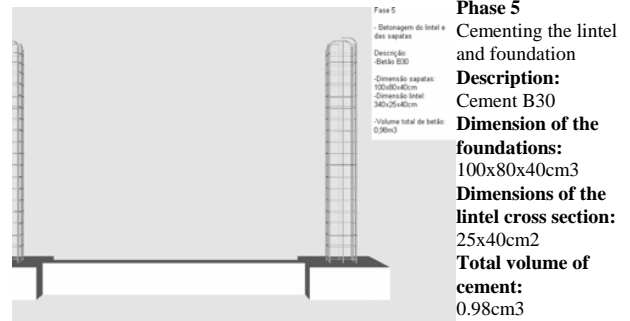 Fase 5
- Betonagem do lintel e
das sapatas
Descrição:
-Betão B30
-Dimensão sapatas:
100x80x40cm
-Dimensão lintel:
340x25x40cm
-Volume total de betão:
0,98m3
Phase 5
Cementing the lintel
and foundation
Description:
Cement B30
Dimension of the
foundations:
100x80x40cm3
Dimensions of the
lintel cross section:
25x40cm2
Total volume of
cement:
0.98cm3